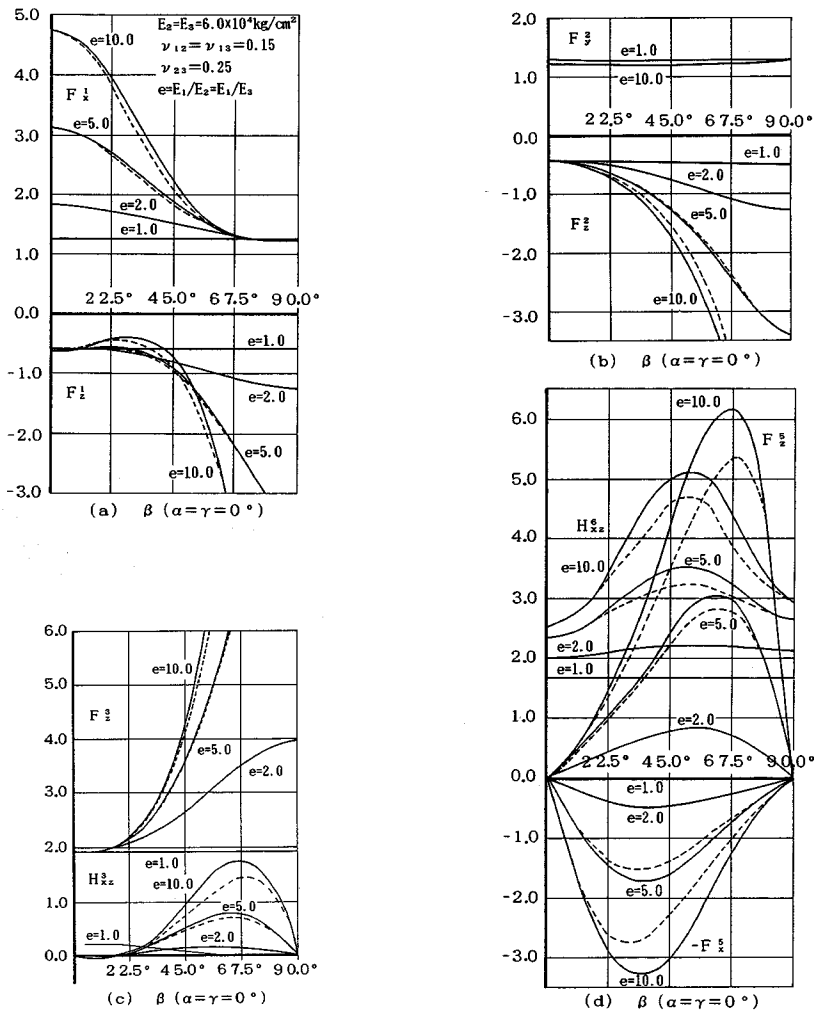 5.0
4.0
3.0
2.0
1.0
0.0
-1.0
-2.0
-3.0
e=10.0
E₂=E₃=6.0×10⁴kg/cm²
ν₁₂=ν₁₃=0.15
ν₂₃=0.25
e=E₁/E₂=E₁/E₃
F¹ₓ
e=5.0
e=2.0
e=1.0
22.5° 45.0° 67.5° 90.0°
e=1.0
F¹z
e=2.0
e=5.0
e=10.0
(a) β (α=γ=0°)
2.0
1.0
0.0
-1.0
-2.0
-3.0
F²y
e=1.0
e=10.0
22.5° 45.0° 67.5° 90.0°
e=1.0
e=2.0
e=5.0
F²z
e=10.0
(b) β (α=γ=0°)
6.0
5.0
4.0
3.0
2.0
1.0
0.0
e=10.0
F³z
e=5.0
e=2.0
H³xz
e=1.0
e=10.0
e=5.0
e=1.0
e=2.0
22.5° 45.0° 67.5° 90.0°
(c) β (α=γ=0°)
6.0
5.0
4.0
3.0
2.0
1.0
0.0
-1.0
-2.0
-3.0
e=10.0
F⁵z
H⁶xz
e=10.0
e=5.0
e=5.0
e=2.0
e=1.0
e=2.0
22.5° 45.0° 67.5° 90.0°
e=1.0
e=2.0
e=5.0
-F⁵ₓ
e=10.0
(d) β (α=γ=0°)